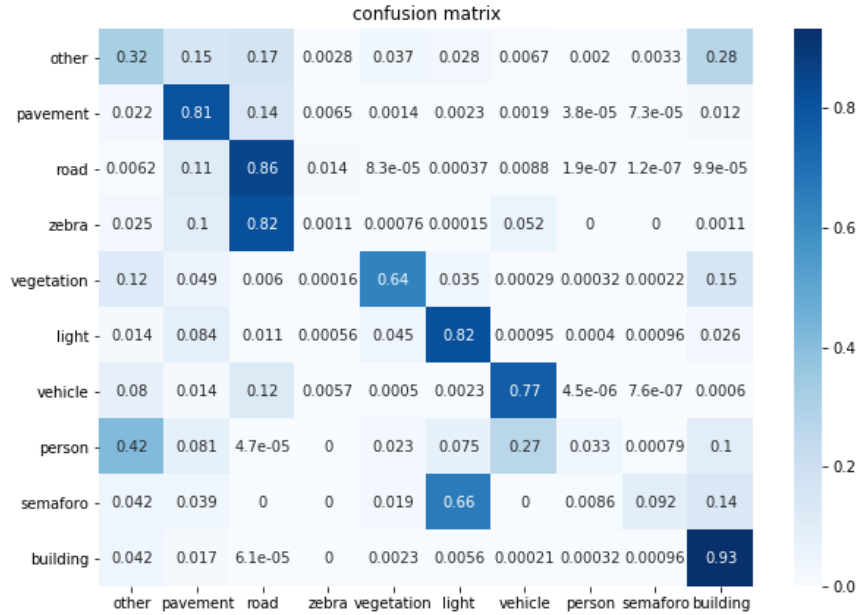 confusion matrix
other 0.32 0.15 0.17 0.0028 0.037 0.028 0.0067 0.002 0.0033 0.28
pavement 0.022 0.81 0.14 0.0065 0.0014 0.0023 0.0019 3.8e-05 7.3e-05 0.012
0.8
road 0.0062 0.11 0.86 0.014 8.3e-05 0.00037 0.0088 1.9e-07 1.2e-07 9.9e-05
zebra 0.025 0.1 0.82 0.0011 0.00076 0.00015 0.052 0 0 0.0011
0.6
vegetation 0.12 0.049 0.006 0.00016 0.64 0.035 0.00029 0.00032 0.00022 0.15
light 0.014 0.084 0.011 0.00056 0.045 0.82 0.00095 0.0004 0.00096 0.026
0.4
vehicle 0.08 0.014 0.12 0.0057 0.0005 0.0023 0.77 4.5e-06 7.6e-07 0.0006
person 0.42 0.081 4.7e-05 0 0.023 0.075 0.27 0.033 0.00079 0.1
0.2
semaforo 0.042 0.039 0 0 0.019 0.66 0 0.0086 0.092 0.14
building 0.042 0.017 6.1e-05 0 0.0023 0.0056 0.00021 0.00032 0.00096 0.93
0.0
other pavement road zebra vegetation light vehicle person semaforo building